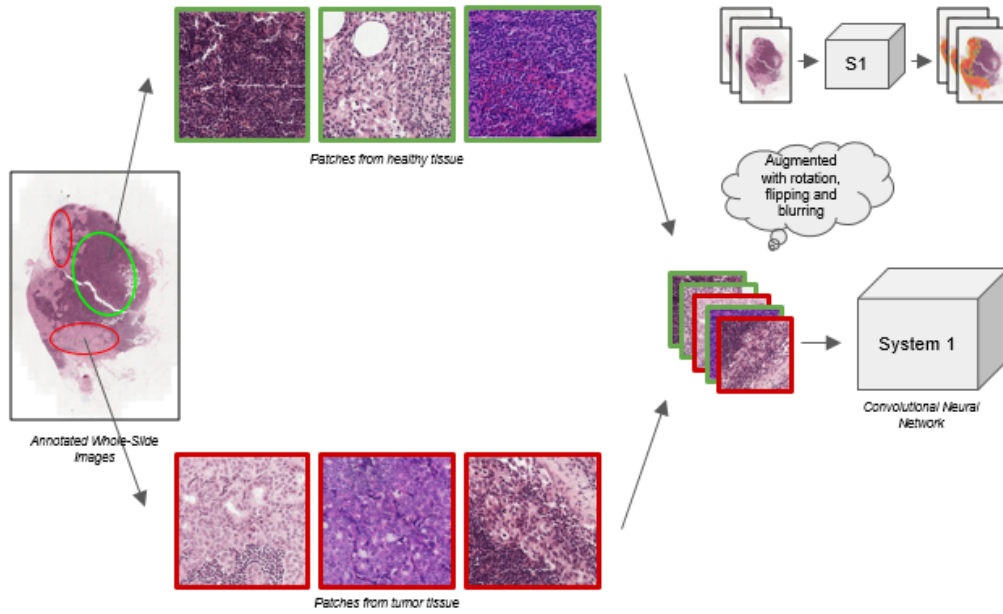 S1
Patches from healthy tissue
Augmented
with rotation,
flipping and
blurring
System 1
Convolutional Neural
Network
Annotated Whole-Slide
Images
Patches from tumor tissue